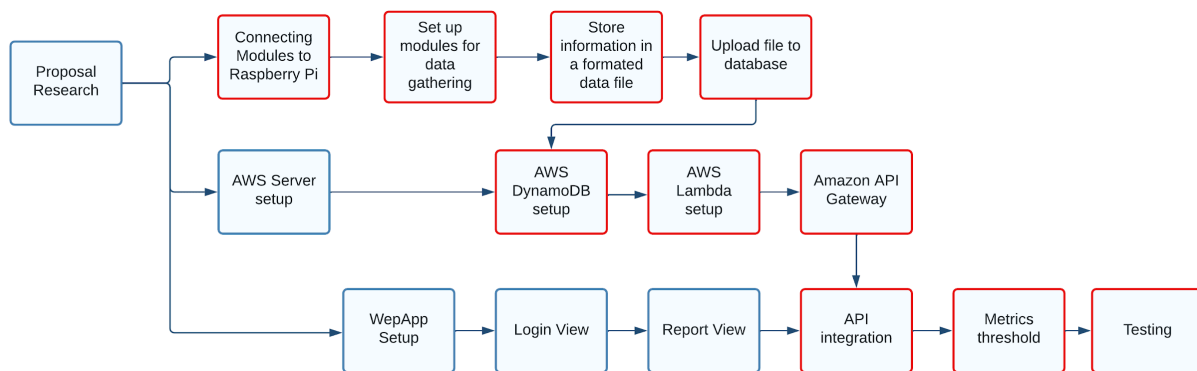 Proposal
Research
Connecting
Modules to
Raspberry Pi
Set up
modules for
data
gathering
Store
information in
a formated
data file
Upload file to
database
AWS Server
setup
AWS
DynamoDB
setup
AWS
Lambda
setup
Amazon API
Gateway
WepApp
Setup
Login View
Report View
API
integration
Metrics
threshold
Testing